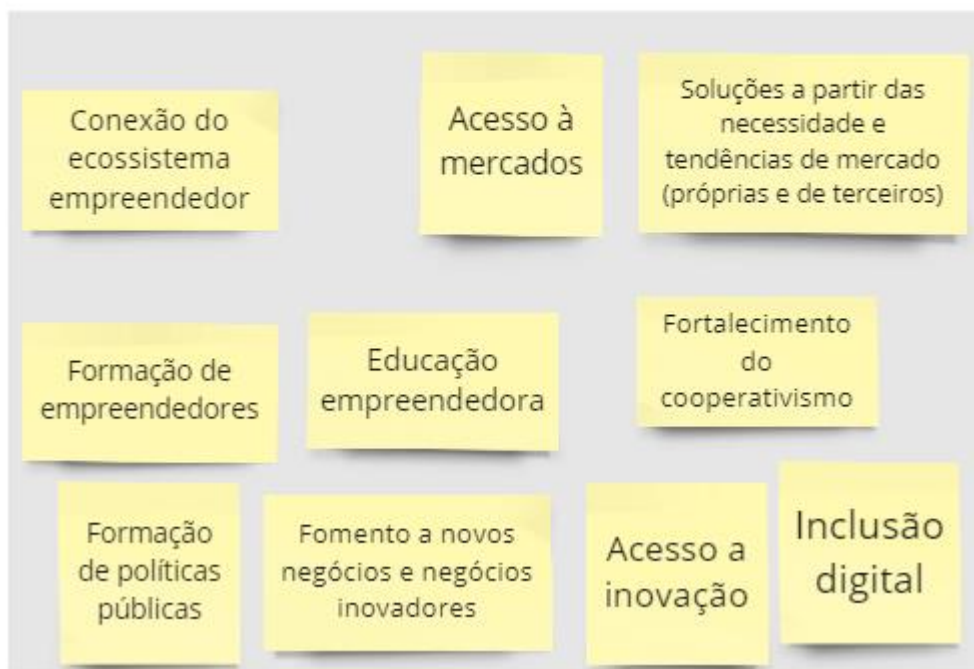 Conexão do
ecossistema
empreendedor
Acesso à
mercados
Soluções a partir das
necessidade e
tendências de mercado
(próprias e de terceiros)
Formação de
empreendedores
Educação
empreendedora
Fortalecimento
do
cooperativismo
Formação
de políticas
públicas
Fomento a novos
negócios e negócios
inovadores
Acesso a
inovação
Inclusão
digital